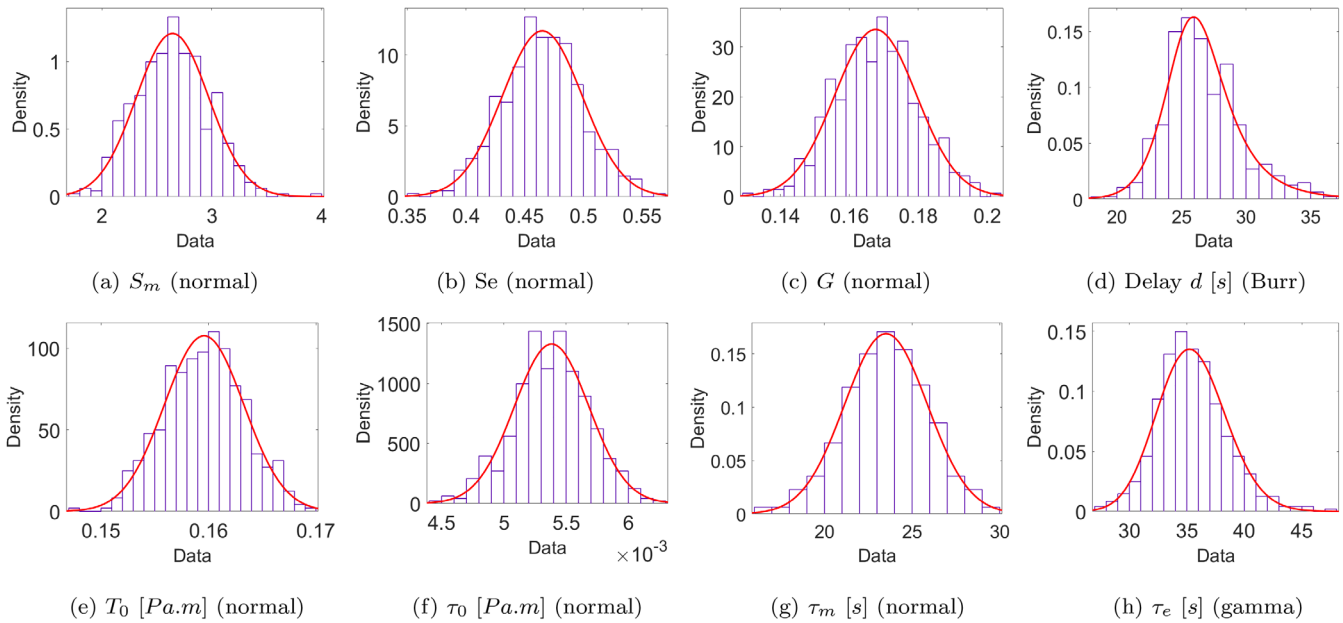 1
0.5
0
Density
2 3 4
Data
(a) S_m (normal)
10
5
0
Density
0.35 0.4 0.45 0.5 0.55
Data
(b) Se (normal)
30
20
10
0
Density
0.14 0.16 0.18 0.2
Data
(c) G (normal)
0.15
0.1
0.05
0
Density
20 25 30 35
Data
(d) Delay d [s] (Burr)
100
50
0
Density
0.15 0.16 0.17
Data
(e) T_0 [Pa.m] (normal)
1500
1000
500
0
Density
4.5 5 5.5 6
Data
×10^-3
(f) τ_0 [Pa.m] (normal)
0.15
0.1
0.05
0
Density
20 25 30
Data
(g) τ_m [s] (normal)
0.15
0.1
0.05
0
Density
30 35 40 45
Data
(h) τ_e [s] (gamma)